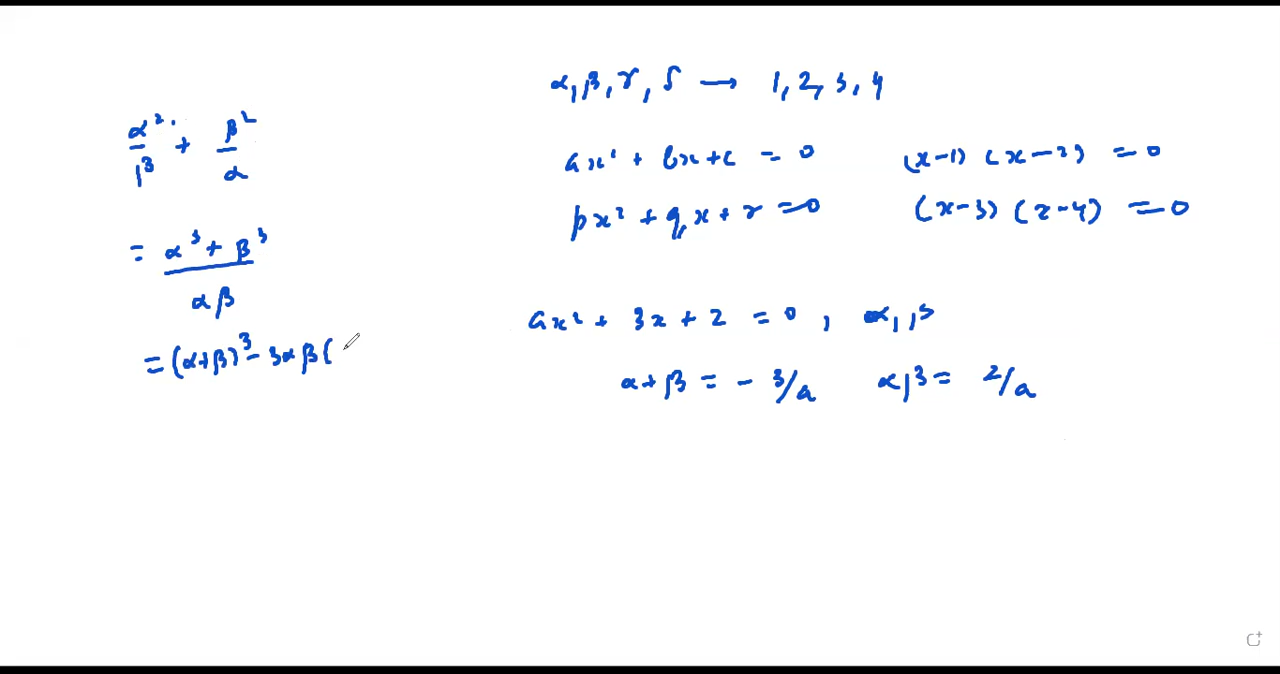 α² / β + β² / α
= α³ + β³ / αβ
= (α+β)³ - 3αβ(
α, β, γ, δ → 1, 2, 3, 4
ax² + bx + c = 0 (x-1) (x-2) = 0
px² + qx + r = 0 (x-3) (x-4) = 0
ax² + 3x + 2 = 0 , α, β
α+β = - 3/a αβ = 2/a